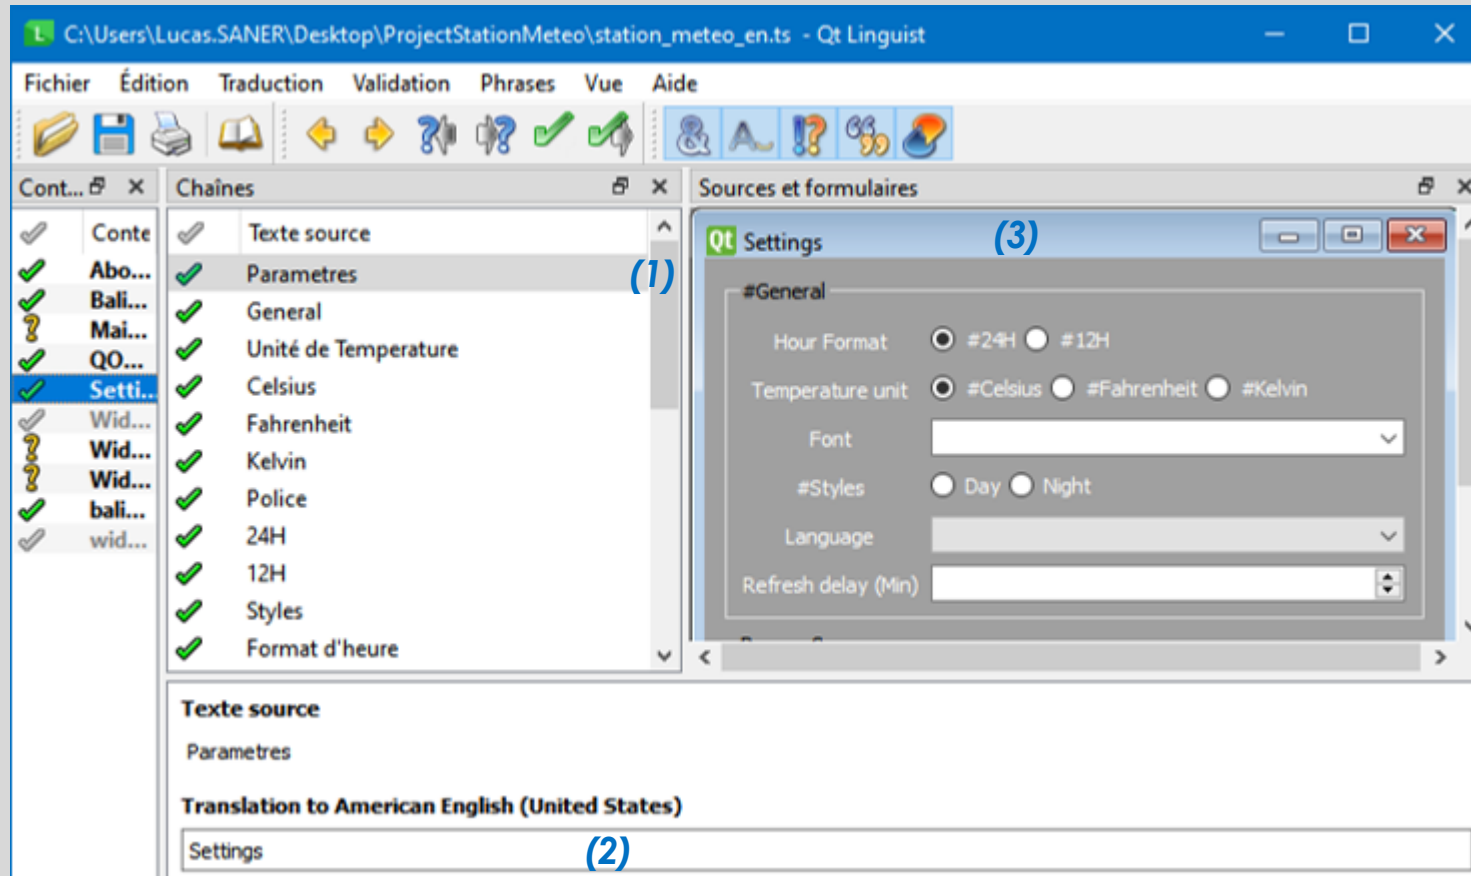 C:\Users\Lucas.SANER\Desktop\ProjectStationMeteo\station_meteo_en.ts - Qt Linguist
Fichier Édition Traduction Validation Phrases Vue Aide
Cont...
Conte
Abo...
Bali...
Mai...
QO...
Setti...
Wid...
Wid...
Wid...
bali...
wid...
Chaînes
Texte source
Parametres (1)
General
Unité de Temperature
Celsius
Fahrenheit
Kelvin
Police
24H
12H
Styles
Format d'heure
Sources et formulaires
Qt Settings (3)
#General
Hour Format #24H #12H
Temperature unit #Celsius #Fahrenheit #Kelvin
Font
#Styles Day Night
Language
Refresh delay (Min)
Texte source
Parametres
Translation to American English (United States)
Settings (2)